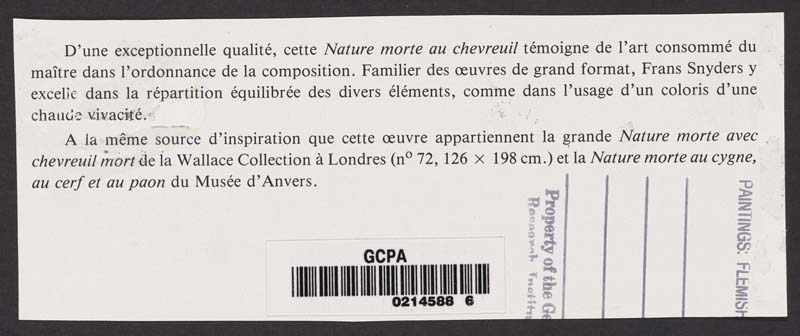 D'une exceptionnelle qualité, cette Nature morte au chevreuil témoigne de l'art consommé du
maître dans l'ordonnance de la composition. Familier des œuvres de grand format, Frans Snyders y
excelle dans la répartition équilibrée des divers éléments, comme dans l'usage d'un coloris d'une
chaude vivacité.
A la même source d'inspiration que cette œuvre appartiennent la grande Nature morte avec
chevreuil mort de la Wallace Collection à Londres (nº 72, 126 × 198 cm.) et la Nature morte au cygne,
au cerf et au paon du Musée d'Anvers.
GCPA
0214588 6
Property of the Ge
Research Institu
PAINTINGS: FLEMISH